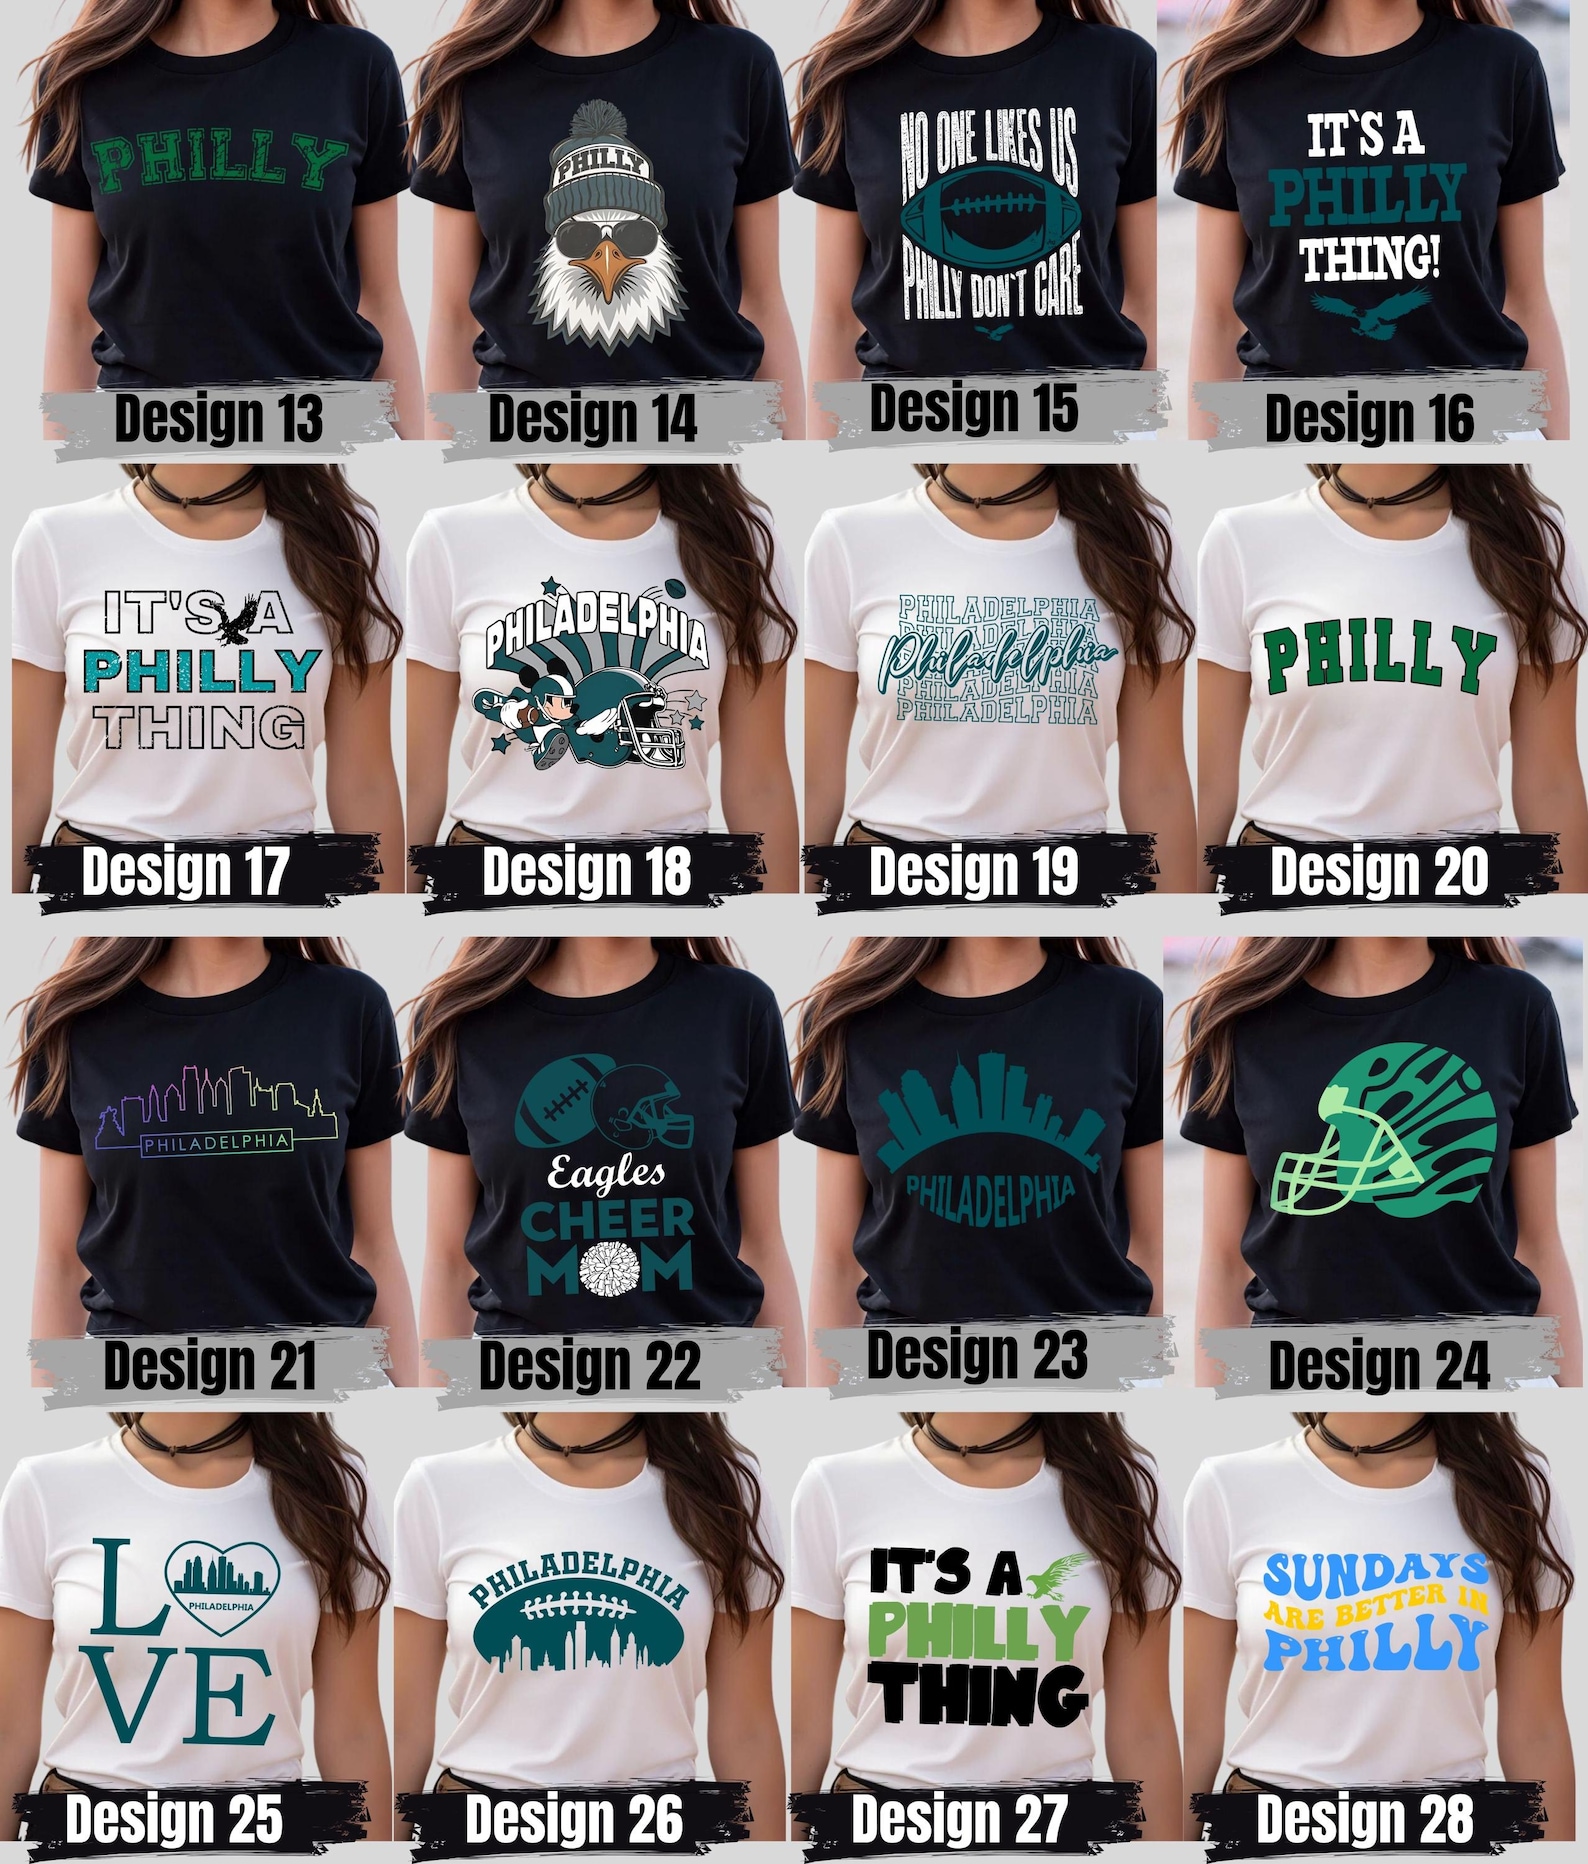 PHILLY
Design 13
PHILLY
Design 14
NO ONE LIKES US
PHILLY DON'T CARE
Design 15
IT`S A
PHILLY
THING!
Design 16
IT'S A
PHILLY
THING
Design 17
PHILADELPHIA
Design 18
PHILADELPHIA
PHILADELPHIA
Philadelphia
PHILADELPHIA
PHILADELPHIA
Design 19
PHILLY
Design 20
PHILADELPHIA
Design 21
Eagles
CHEER
MOM
Design 22
PHILADELPHIA
Design 23
PHiLLY
Design 24
L
PHILADELPHIA
VE
Design 25
PHILADELPHIA
Design 26
IT'S A
PHILLY
THING
Design 27
SUNDAYS
ARE BETTER IN
PHILLY
Design 28